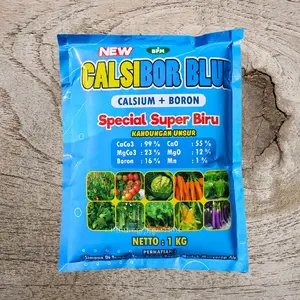 NEW
BPM
CALSIBOR BLUE
CALSIUM + BORON
Special Super Biru
KANDUNGAN UNSUR
CaCo3 : 99 % CaO : 55 %
MgCo3 : 23 % MgO : 12 %
Boron : 16 % Mn : 1 %
NETTO : 1 KG
PERHATIAN